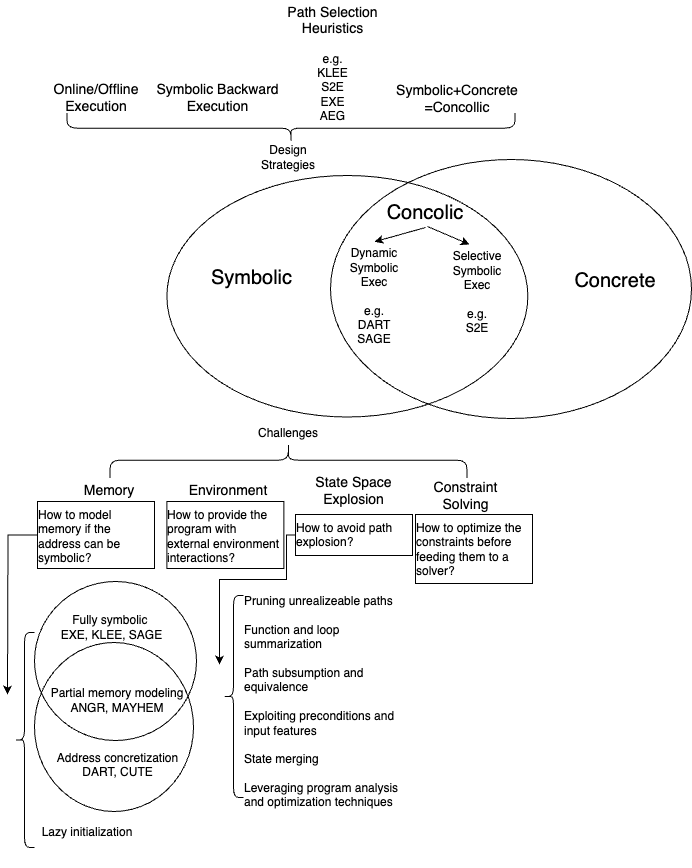 Path Selection
Heuristics
e.g.
KLEE
S2E
EXE
AEG
Online/Offline
Execution
Symbolic Backward
Execution
Symbolic+Concrete
=Concollic
Design
Strategies
Concolic
Symbolic
Concrete
Dynamic
Symbolic
Exec
e.g.
DART
SAGE
Selective
Symbolic
Exec
e.g.
S2E
Challenges
Memory
How to model
memory if the
address can be
symbolic?
Environment
How to provide the
program with
external environment
interactions?
State Space
Explosion
How to avoid path
explosion?
Constraint
Solving
How to optimize the
constraints before
feeding them to a
solver?
Fully symbolic
EXE, KLEE, SAGE
Partial memory modeling
ANGR, MAYHEM
Address concretization
DART, CUTE
Lazy initialization
Pruning unrealizeable paths
Function and loop
summarization
Path subsumption and
equivalence
Exploiting preconditions and
input features
State merging
Leveraging program analysis
and optimization techniques